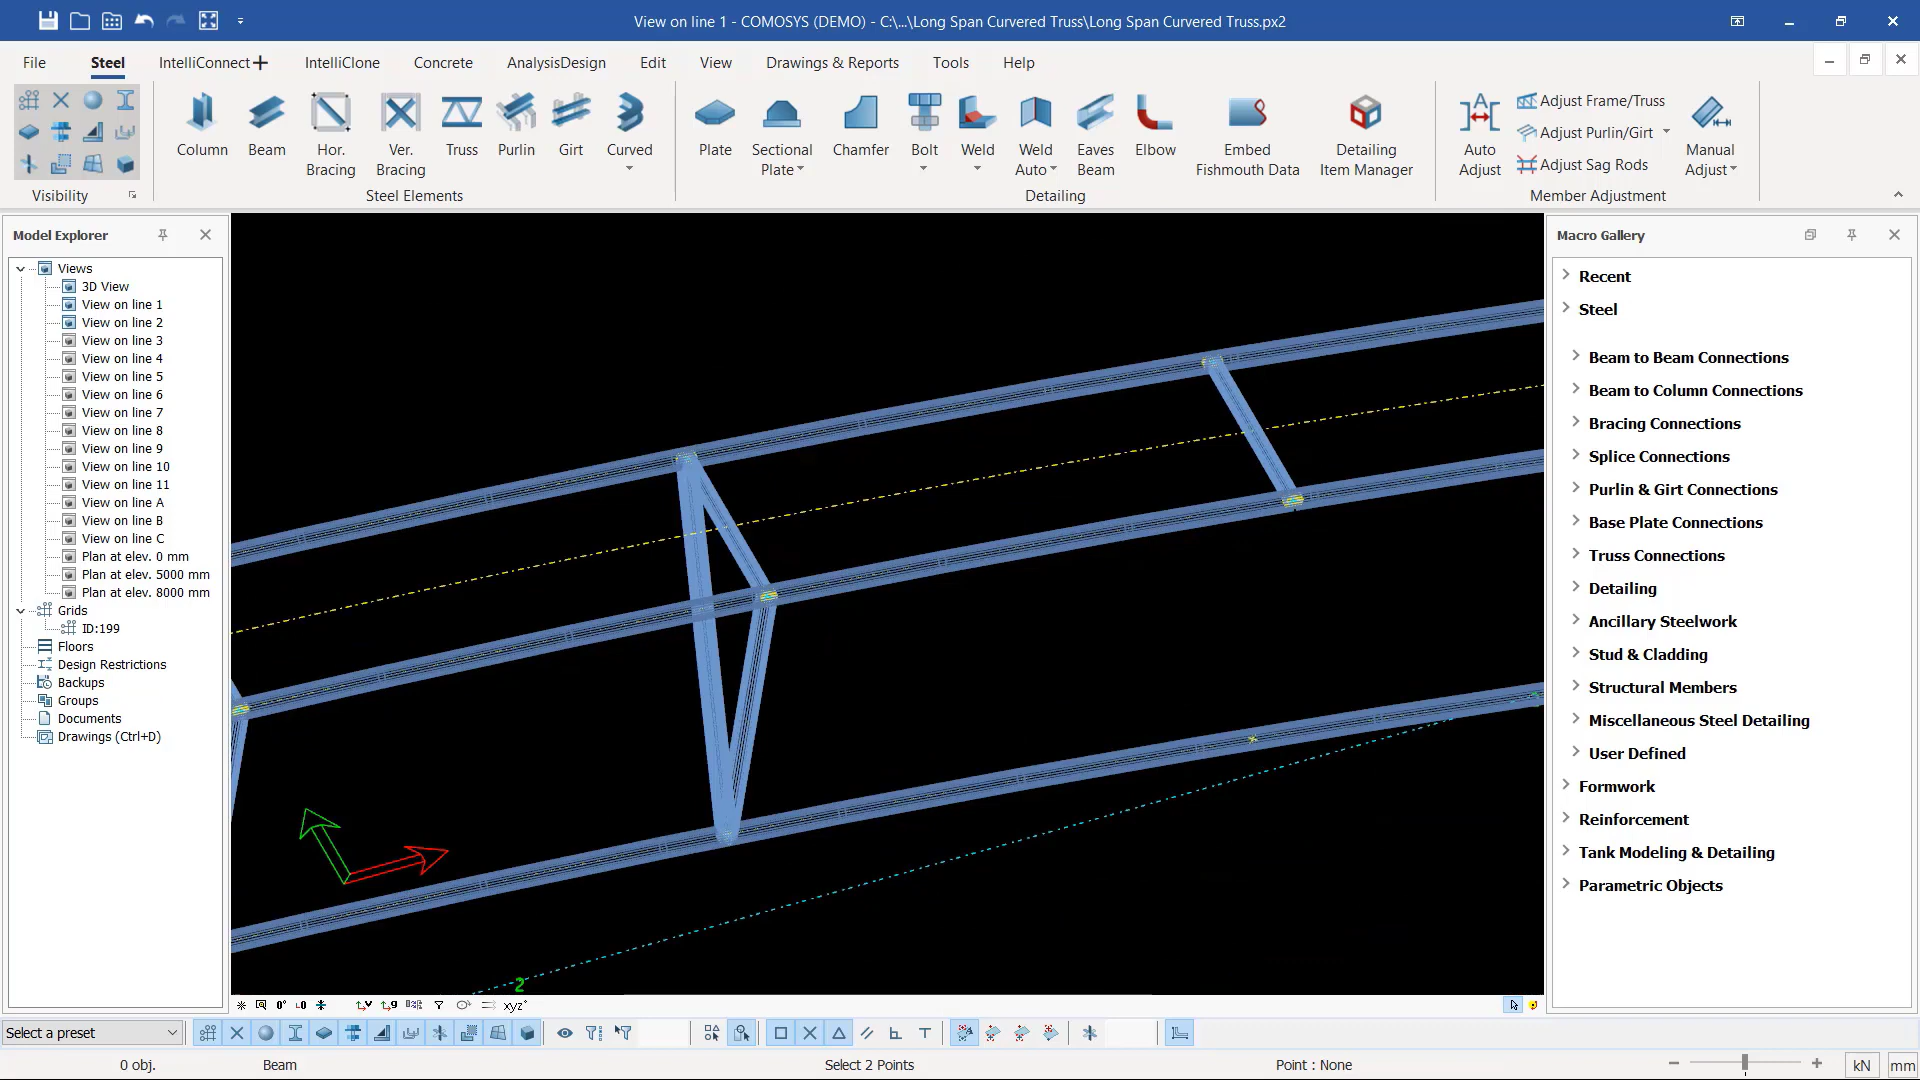 View on line 1 - COMOSYS (DEMO) - C:\...\Long Span Curvered Truss\Long Span Curvered Truss.px2
File
Steel
IntelliConnect+
IntelliClone
Concrete
AnalysisDesign
Edit
View
Drawings & Reports
Tools
Help
Column
Beam
Hor. Bracing
Ver. Bracing
Truss
Purlin
Girt
Curved
Plate
Sectional Plate
Chamfer
Bolt
Weld
Weld Auto
Eaves Beam
Elbow
Embed Fishmouth Data
Detailing Item Manager
Auto Adjust
Adjust Frame/Truss
Adjust Purlin/Girt
Adjust Sag Rods
Manual Adjust
Visibility
Steel Elements
Detailing
Member Adjustment
Model Explorer
Views
3D View
View on line 1
View on line 2
View on line 3
View on line 4
View on line 5
View on line 6
View on line 7
View on line 8
View on line 9
View on line 10
View on line 11
View on line A
View on line B
View on line C
Plan at elev. 0 mm
Plan at elev. 5000 mm
Plan at elev. 8000 mm
Grids
ID:199
Floors
Design Restrictions
Backups
Groups
Documents
Drawings (Ctrl+D)
2
Macro Gallery
Recent
Steel
Beam to Beam Connections
Beam to Column Connections
Bracing Connections
Splice Connections
Purlin & Girt Connections
Base Plate Connections
Truss Connections
Detailing
Ancillary Steelwork
Stud & Cladding
Structural Members
Miscellaneous Steel Detailing
User Defined
Formwork
Reinforcement
Tank Modeling & Detailing
Parametric Objects
xyz
Select a preset
0 obj.
Beam
Select 2 Points
Point : None
kN
mm